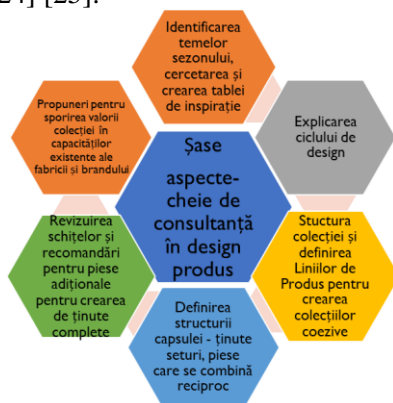 24] [25].
Identificarea
temelor
sezonului,
cercetarea și
crearea tablei
de inspirație
Propuneri pentru
sporirea valorii
colecției în
capacităților
existente ale
fabricii și brandului
Explicarea
ciclului de
design
Șase
aspecte-
cheie de
consultanță
în design
produs
Revizuirea
schițelor și
recomandări
pentru piese
adiționale
pentru crearea
de ținute
complete
Stuctura
colecției și
definirea
Liniilor de
Produs pentru
crearea
colecțiilor
coezive
Definirea
structurii
capsulei - ținute
seturi, piese
care se combină
reciproc